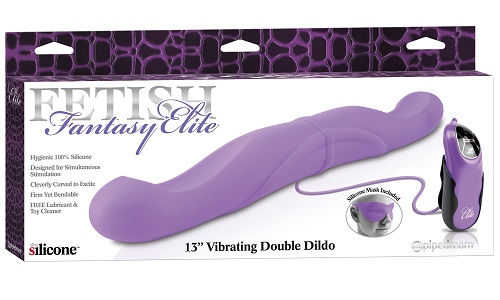 FETISH
Fantasy Elite
Hygienic 100% Silicone
Designed for Simultaneous
Stimulation
Cleverly Curved to Excite
Firm Yet Bendable
FREE Lubricant &
Toy Cleaner
Elite
Silicone Mask Included
elite
silicone
13" Vibrating Double Dildo
pipedream